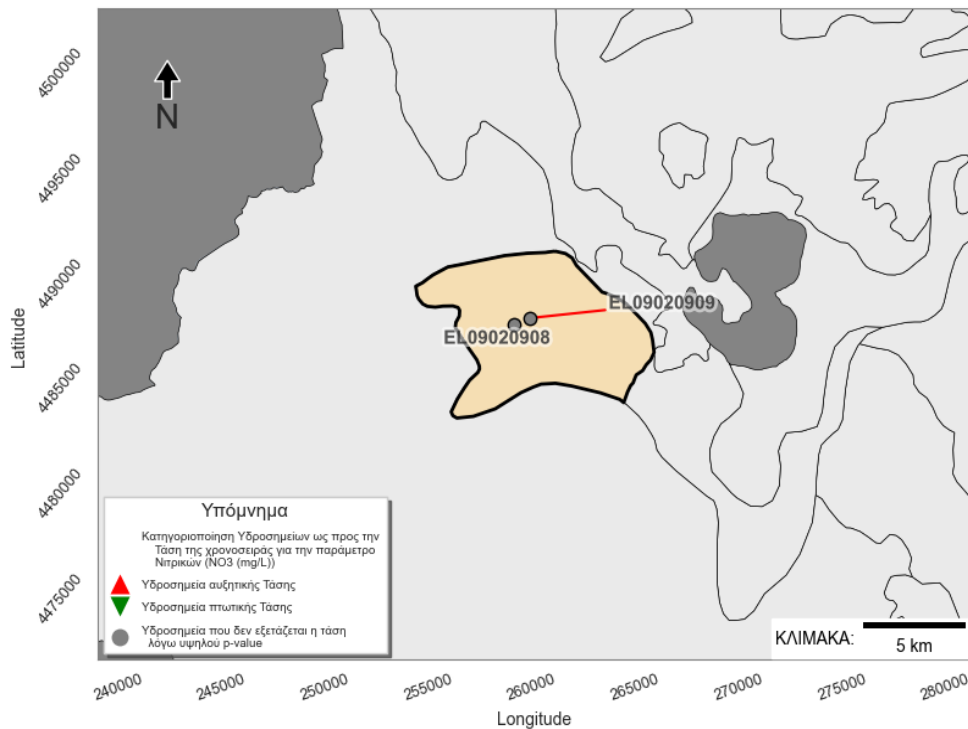 4500000
4495000
4490000
4485000
4480000
4475000
Latitude
N
EL09020909
EL09020908
Υπόμνημα
Κατηγοριοποίηση Υδροσημείων ως προς την
Τάση της χρονοσειράς για την παράμετρο
Νιτρικών (NO3 (mg/L))
Υδροσημεία αυξητικής Τάσης
Υδροσημεία πτωτικής Τάσης
Υδροσημεία που δεν εξετάζεται η τάση
λόγω υψηλού p-value
ΚΛΙΜΑΚΑ:
5 km
240000 245000 250000 255000 260000 265000 270000 275000 280000
Longitude